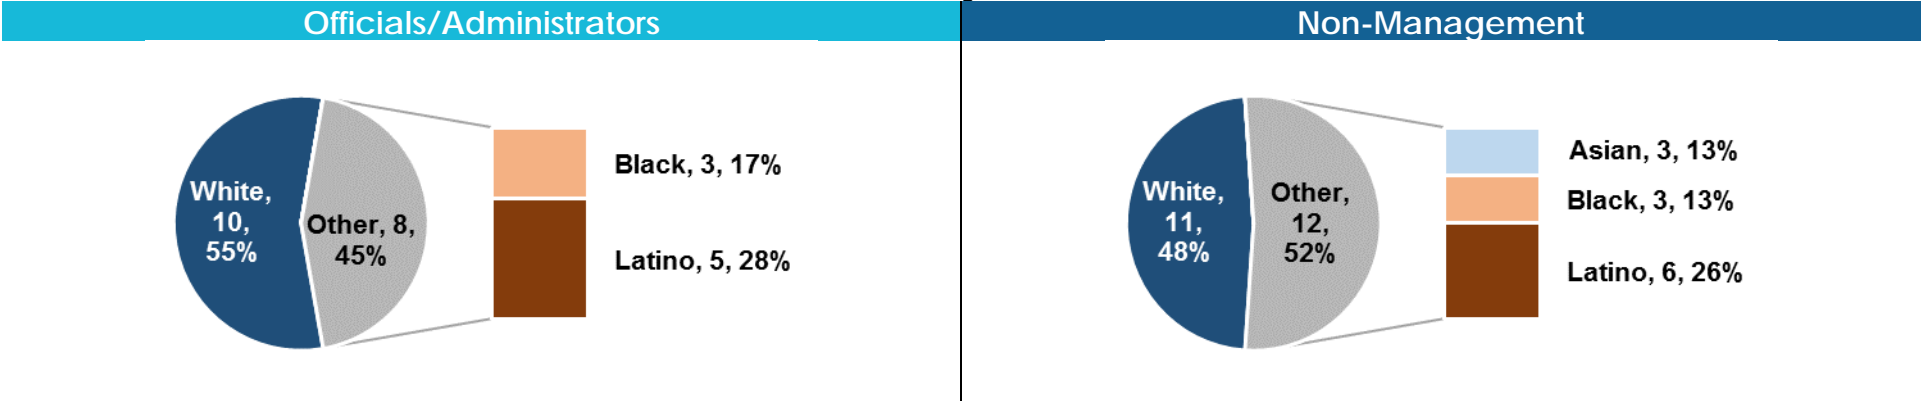 Officials/Administrators
White,
10,
55%
Other, 8,
45%
Black, 3, 17%
Latino, 5, 28%
Non-Management
White,
11,
48%
Other,
12,
52%
Asian, 3, 13%
Black, 3, 13%
Latino, 6, 26%